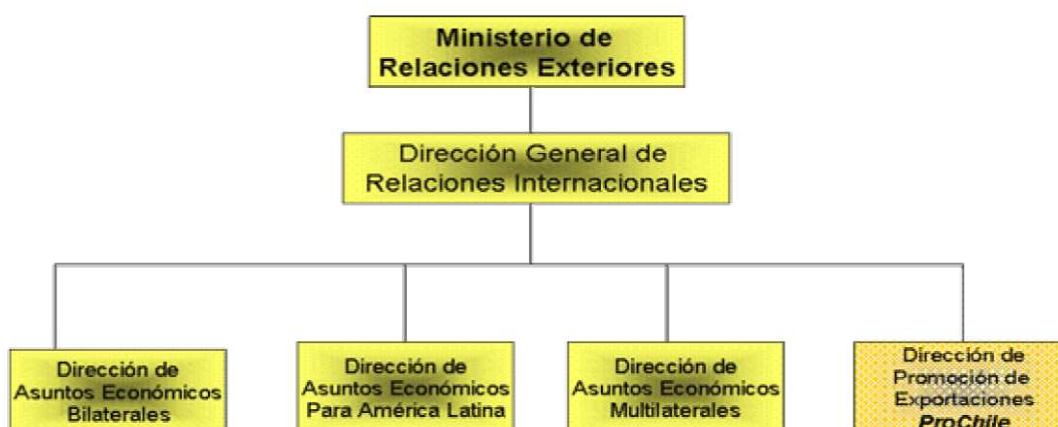 Ministerio de
Relaciones Exteriores
Dirección General de
Relaciones Internacionales
Dirección de
Asuntos Económicos
Bilaterales
Dirección de
Asuntos Económicos
Para América Latina
Dirección de
Asuntos Económicos
Multilaterales
Dirección de
Promoción de
Exportaciones
ProChile